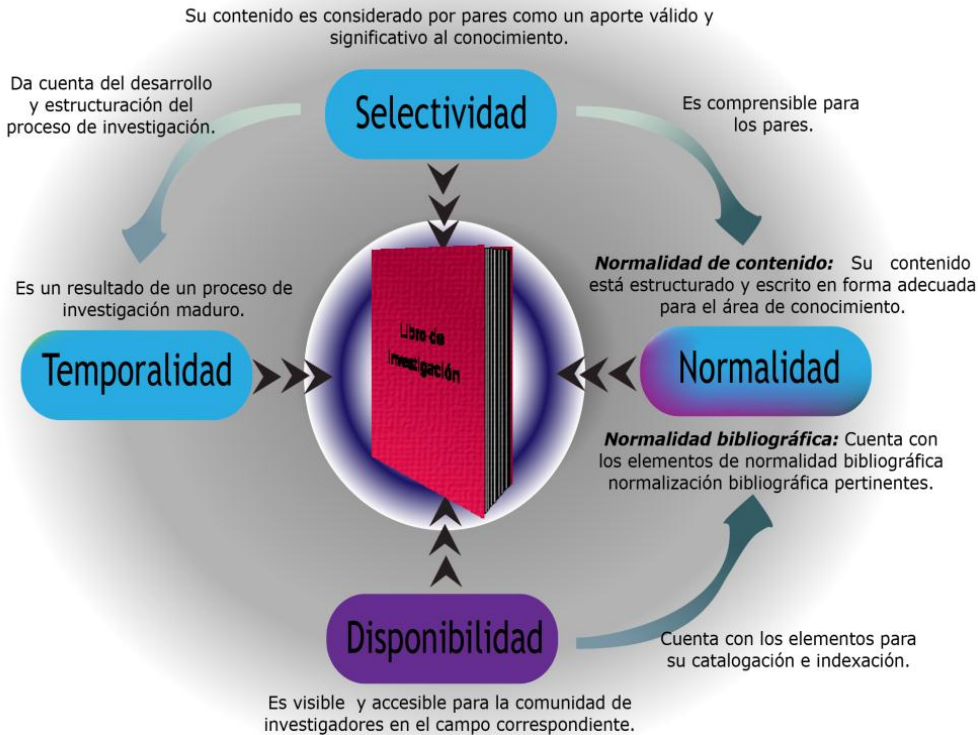 Su contenido es considerado por pares como un aporte válido y
significativo al conocimiento.
Da cuenta del desarrollo
y estructuración del
proceso de investigación.
Selectividad
Es comprensible para
los pares.
Es un resultado de un proceso de
investigación maduro.
Temporalidad
Libro de
Investigación
Normalidad de contenido: Su contenido
está estructurado y escrito en forma adecuada
para el área de conocimiento.
Normalidad
Normalidad bibliográfica: Cuenta con
los elementos de normalidad bibliográfica
normalización bibliográfica pertinentes.
Disponibilidad
Cuenta con los elementos para
su catalogación e indexación.
Es visible y accesible para la comunidad de
investigadores en el campo correspondiente.